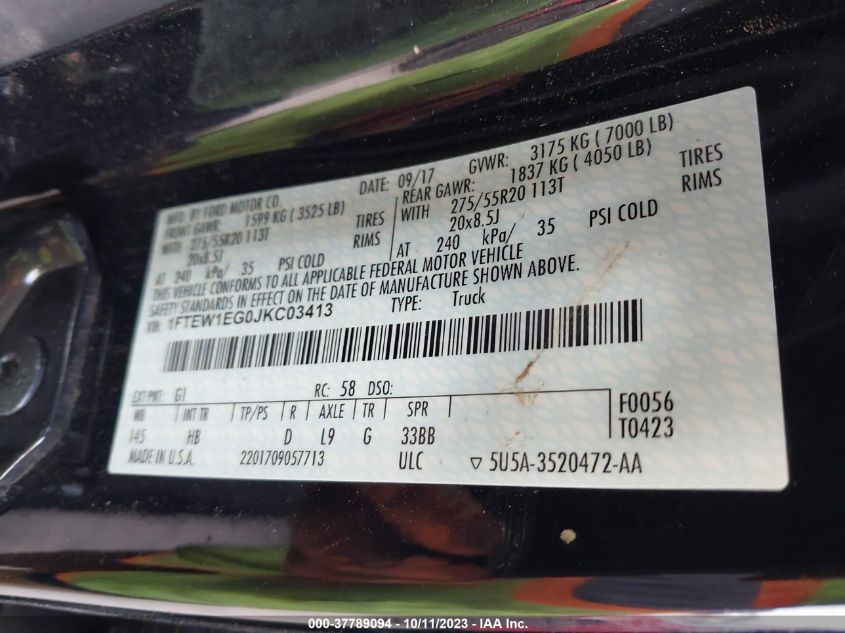 MFD. BY FORD MOTOR CO.
DATE: 09/17 GVWR: 3175 KG ( 7000 LB)
FRONT GAWR: 1599 KG ( 3525 LB) REAR GAWR: 1837 KG ( 4050 LB)
WITH 275/55R20 113T TIRES WITH 275/55R20 113T TIRES
20x8.5J RIMS 20x8.5J RIMS
AT 240 kPa/ 35 PSI COLD AT 240 kPa/ 35 PSI COLD
THIS VEHICLE CONFORMS TO ALL APPLICABLE FEDERAL MOTOR VEHICLE
SAFETY STANDARDS IN EFFECT ON THE DATE OF MANUFACTURE SHOWN ABOVE.
VIN: 1FTEW1EG0JKC03413 TYPE: Truck
EXT PNT: G1 RC: 58 DSO:
WB INT TR TP/PS R AXLE TR SPR F0056
145 HB D L9 G 33BB T0423
MADE IN U.S.A. 2201709057713 ULC ▽ 5U5A-3520472-AA
000-37789094 - 10/11/2023 - IAA Inc.